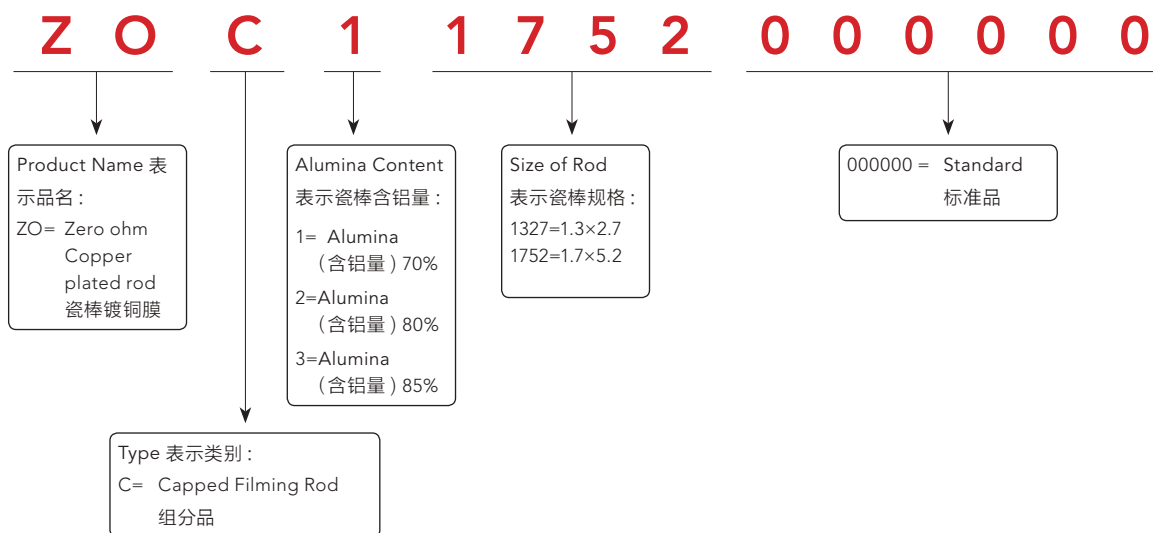 Z O C 1 1 7 5 2 0 0 0 0 0 0
Product Name 表
示品名 :
ZO= Zero ohm
Copper
plated rod
瓷棒镀铜膜
Alumina Content
表示瓷棒含铝量 :
1= Alumina
(含铝量 ) 70%
2=Alumina
(含铝量 ) 80%
3=Alumina
(含铝量 ) 85%
Size of Rod
表示瓷棒规格 :
1327=1.3×2.7
1752=1.7×5.2
000000 = Standard
标准品
Type 表示类别 :
C= Capped Filming Rod
组分品